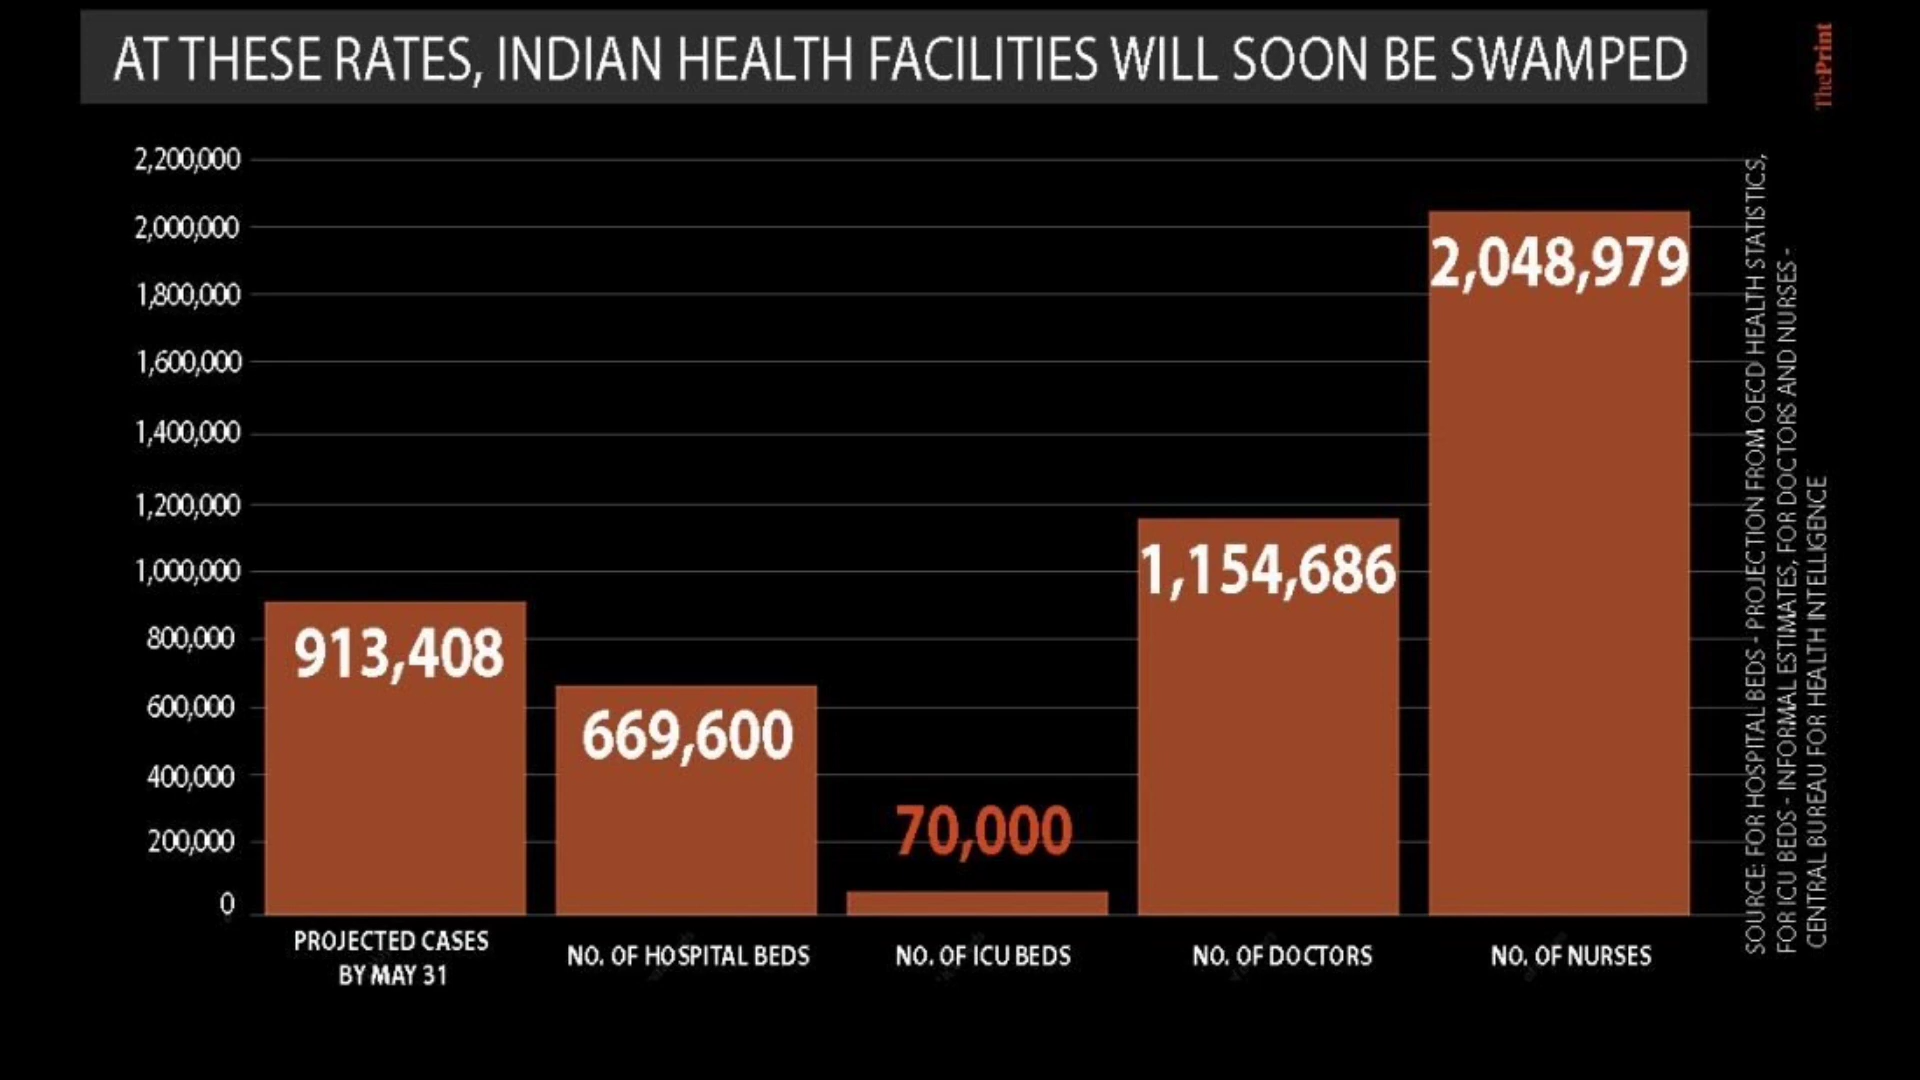 AT THESE RATES, INDIAN HEALTH FACILITIES WILL SOON BE SWAMPED
ThePrint
2,200,000
2,000,000
1,800,000
1,600,000
1,400,000
1,200,000
1,000,000
800,000
600,000
400,000
200,000
0
913,408
669,600
70,000
1,154,686
2,048,979
PROJECTED CASES
BY MAY 31
NO. OF HOSPITAL BEDS
NO. OF ICU BEDS
NO. OF DOCTORS
NO. OF NURSES
SOURCE: FOR HOSPITAL BEDS - PROJECTION FROM OECD HEALTH STATISTICS,
FOR ICU BEDS - INFORMAL ESTIMATES, FOR DOCTORS AND NURSES -
CENTRAL BUREAU FOR HEALTH INTELLIGENCE